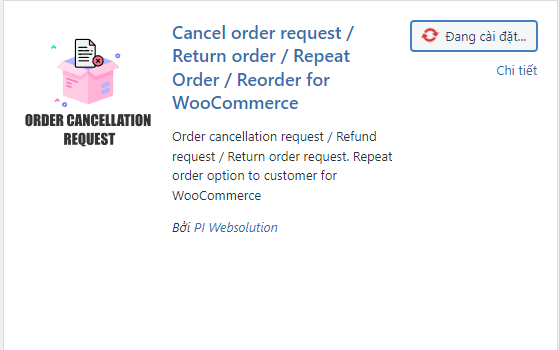 Cancel order request /
Return order / Repeat
Order / Reorder for
WooCommerce
Đang cài đặt...
Chi tiết
ORDER CANCELLATION
REQUEST
Order cancellation request / Refund
request / Return order request. Repeat
order option to customer for
WooCommerce
Bởi PI Websolution